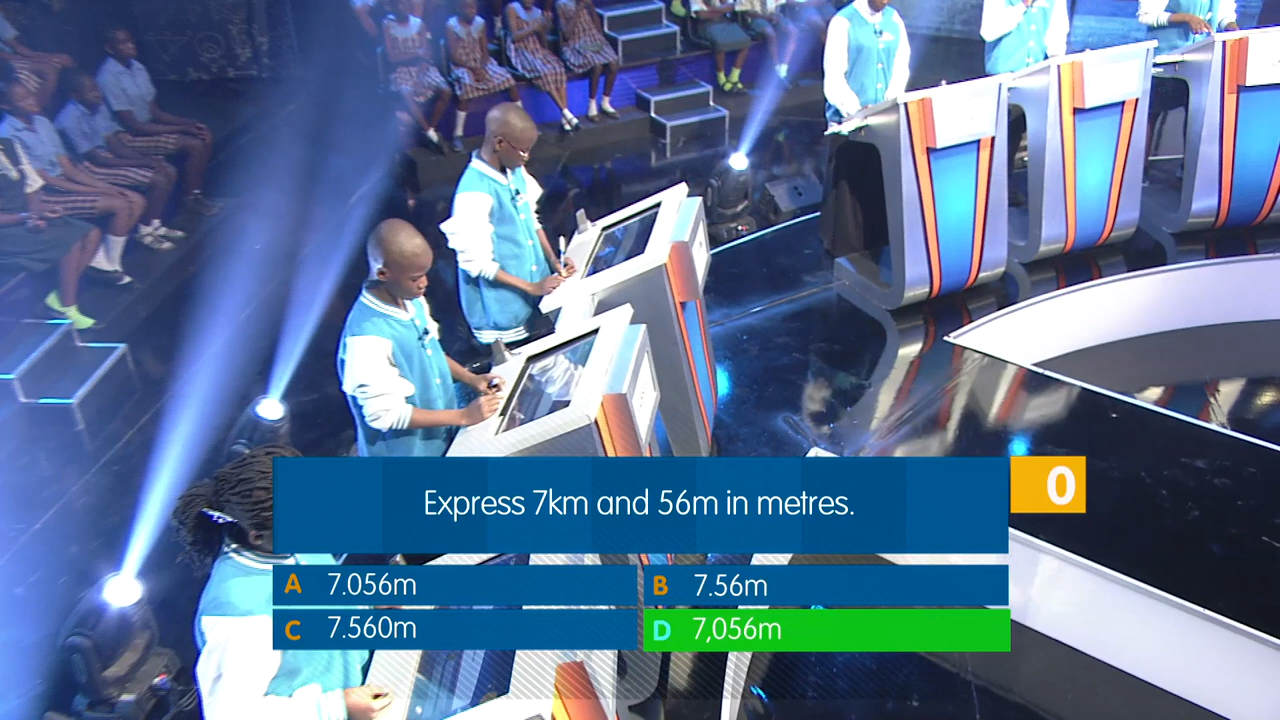 Express 7km and 56m in metres.
0
A 7.056m
B 7.56m
C 7.560m
D 7,056m